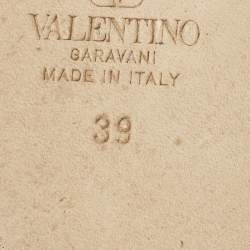 VALENTINO
GARAVANI
MADE IN ITALY
39